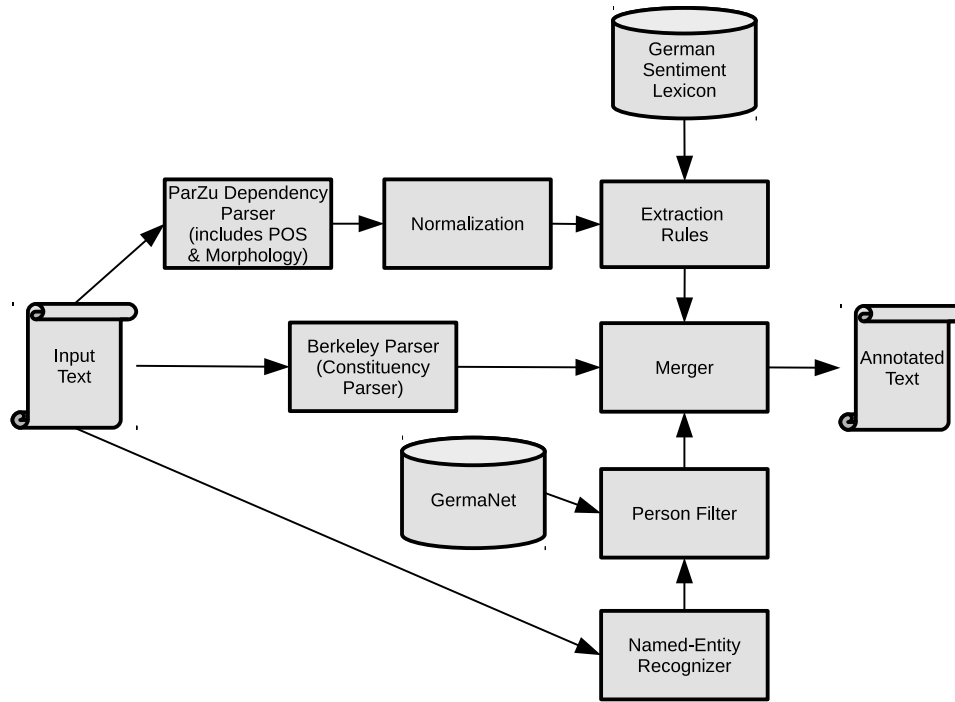 German
Sentiment
Lexicon
ParZu Dependency
Parser
(includes POS
& Morphology)
Normalization
Extraction
Rules
Input
Text
Berkeley Parser
(Constituency
Parser)
Merger
Annotated
Text
GermaNet
Person Filter
Named-Entity
Recognizer